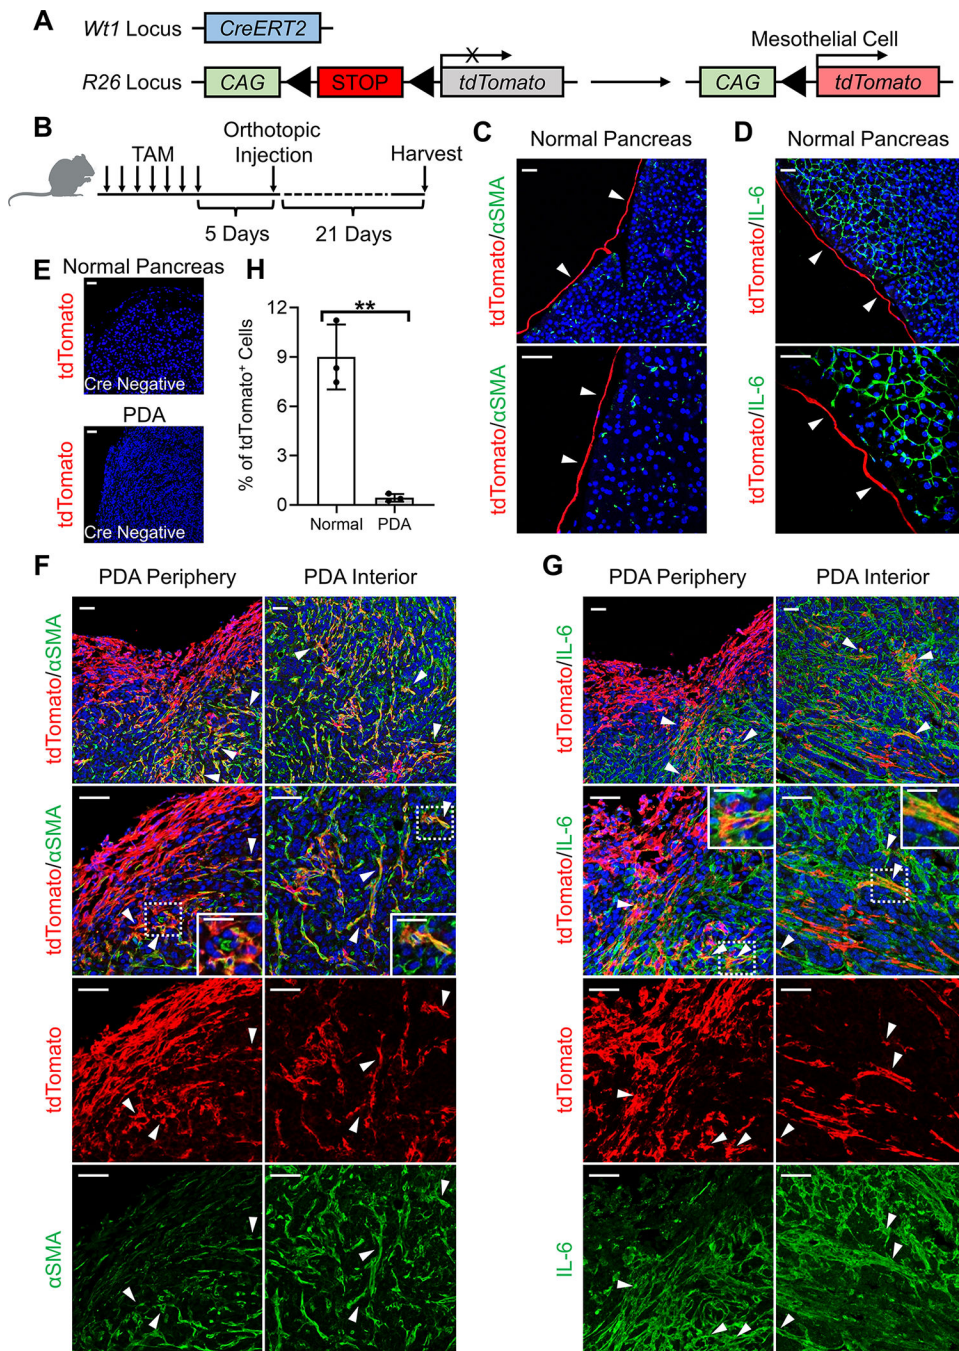 A
Wt1 Locus
CreERT2
R26 Locus
CAG
STOP
X
tdTomato
Mesothelial Cell
CAG
tdTomato
B
TAM
Orthotopic
Injection
Harvest
5 Days
21 Days
C
Normal Pancreas
tdTomato/αSMA
tdTomato/αSMA
D
Normal Pancreas
tdTomato/IL-6
tdTomato/IL-6
E
Normal Pancreas
tdTomato
Cre Negative
PDA
tdTomato
Cre Negative
H
% of tdTomato+ Cells
12
9
6
3
0
**
Normal
PDA
F
PDA Periphery
PDA Interior
tdTomato/αSMA
tdTomato/αSMA
tdTomato
αSMA
G
PDA Periphery
PDA Interior
tdTomato/IL-6
tdTomato/IL-6
tdTomato
IL-6